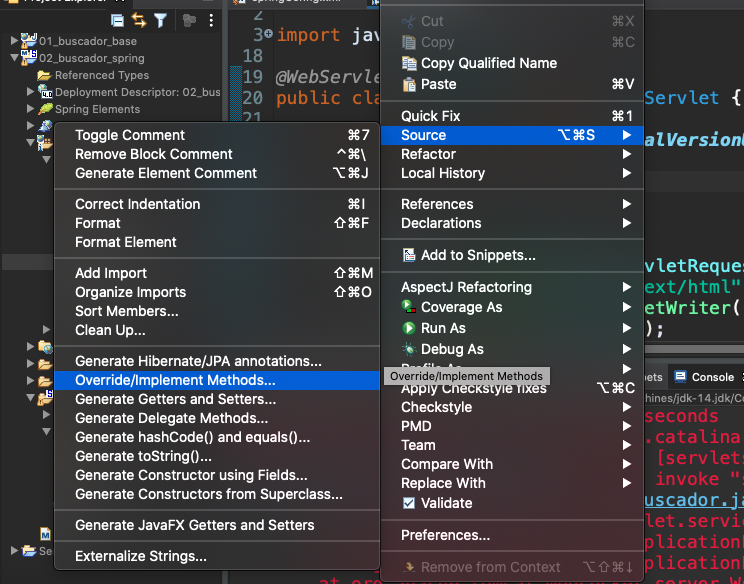 Project Explorer
01_buscador_base
02_buscador_spring
Referenced Types
Deployment Descriptor: 02_bus
Spring Elements
2
3
import jav
18
19
@WebServle
20
public cla
21
Servlet {
alVersionU
vletReques
ext/html"
etWriter(
);
Cut ⌘X
Copy ⌘C
Copy Qualified Name
Paste ⌘V
Quick Fix ⌘1
Source ⌥⌘S
Refactor
Local History
References
Declarations
Add to Snippets...
AspectJ Refactoring
Coverage As
Run As
Debug As
Override/Implement Methods
Apply Checkstyle fixes ⌥⌘C
Checkstyle
PMD
Team
Compare With
Replace With
Validate
Preferences...
Remove from Context ⌥⇧⌘↓
Toggle Comment ⌘7
Remove Block Comment ^⌘\
Generate Element Comment ⌥⌘J
Correct Indentation ⌘I
Format ⇧⌘F
Format Element
Add Import ⇧⌘M
Organize Imports ⇧⌘O
Sort Members...
Clean Up...
Generate Hibernate/JPA annotations...
Override/Implement Methods...
Generate Getters and Setters...
Generate Delegate Methods...
Generate hashCode() and equals()...
Generate toString()...
Generate Constructor using Fields...
Generate Constructors from Superclass...
Generate JavaFX Getters and Setters
Externalize Strings...
Se
ets
Console
hines/jdk-14.jdk/Co
seconds
.catalina
[servlets
invoke "s
uscador.ja
let.servic
plicationF
plicationF